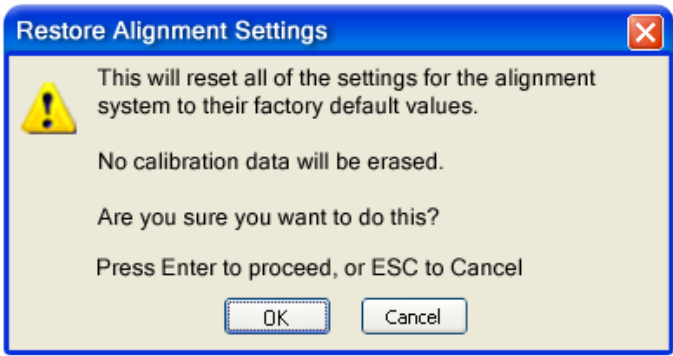 Restore Alignment Settings
This will reset all of the settings for the alignment
system to their factory default values.
No calibration data will be erased.
Are you sure you want to do this?
Press Enter to proceed, or ESC to Cancel
OK Cancel